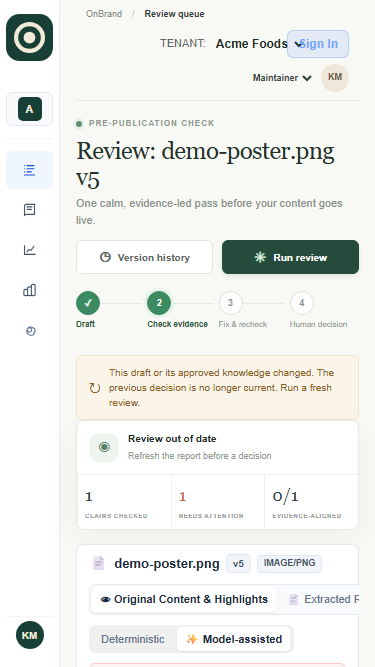 OnBrand / Review queue
TENANT: Acme Foods Sign In
Maintainer KM
A
PRE-PUBLICATION CHECK
Review: demo-poster.png
v5
One calm, evidence-led pass before your content goes
live.
Version history Run review
2 3 4
Draft Check evidence Fix & recheck Human decision
This draft or its approved knowledge changed. The
previous decision is no longer current. Run a fresh
review.
Review out of date
Refresh the report before a decision
1 1 0/1
CLAIMS CHECKED NEEDS ATTENTION EVIDENCE-ALIGNED
demo-poster.png v5 IMAGE/PNG
Original Content & Highlights Extracted R
Deterministic Model-assisted
KM